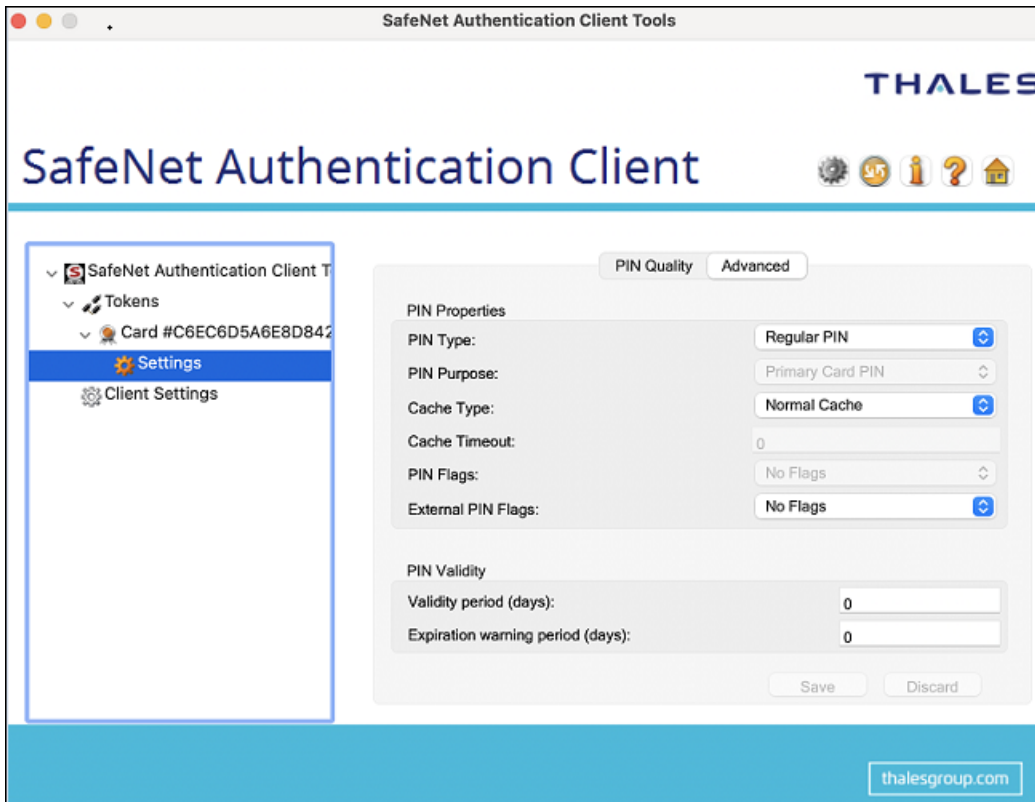 SafeNet Authentication Client Tools
THALES
SafeNet Authentication Client
SafeNet Authentication Client T
Tokens
Card #C6EC6D5A6E8D842
Settings
Client Settings
PIN Quality
Advanced
PIN Properties
PIN Type: Regular PIN
PIN Purpose: Primary Card PIN
Cache Type: Normal Cache
Cache Timeout: 0
PIN Flags: No Flags
External PIN Flags: No Flags
PIN Validity
Validity period (days): 0
Expiration warning period (days): 0
Save
Discard
thalesgroup.com